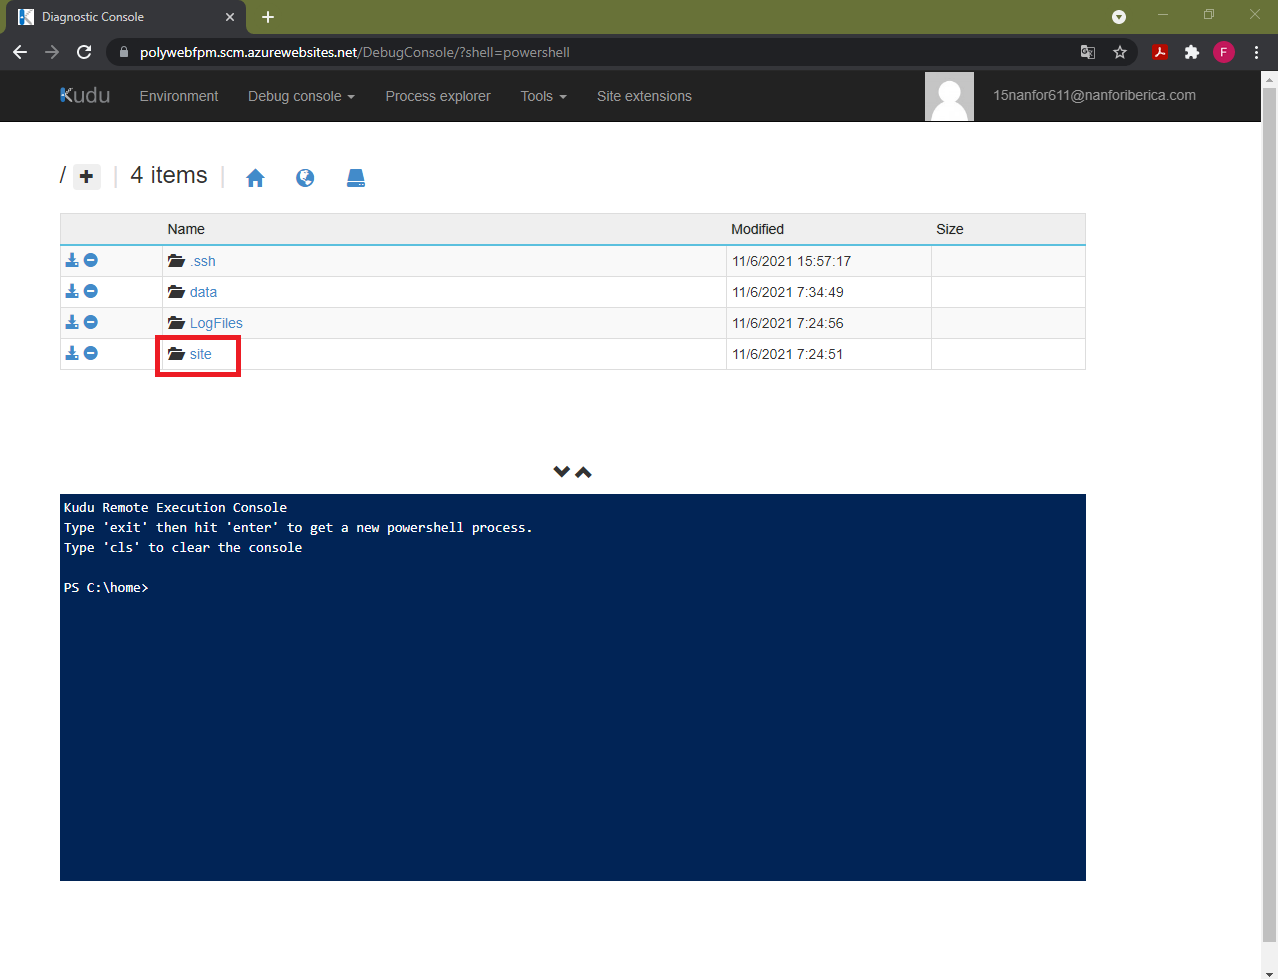 Diagnostic Console
polywebfpm.scm.azurewebsites.net/DebugConsole/?shell=powershell
F
Kudu Environment Debug console Process explorer Tools Site extensions 15nanfor611@nanforiberica.com
/ + | 4 items |
Name Modified Size
.ssh 11/6/2021 15:57:17
data 11/6/2021 7:34:49
LogFiles 11/6/2021 7:24:56
site 11/6/2021 7:24:51
Kudu Remote Execution Console
Type 'exit' then hit 'enter' to get a new powershell process.
Type 'cls' to clear the console
PS C:\home>